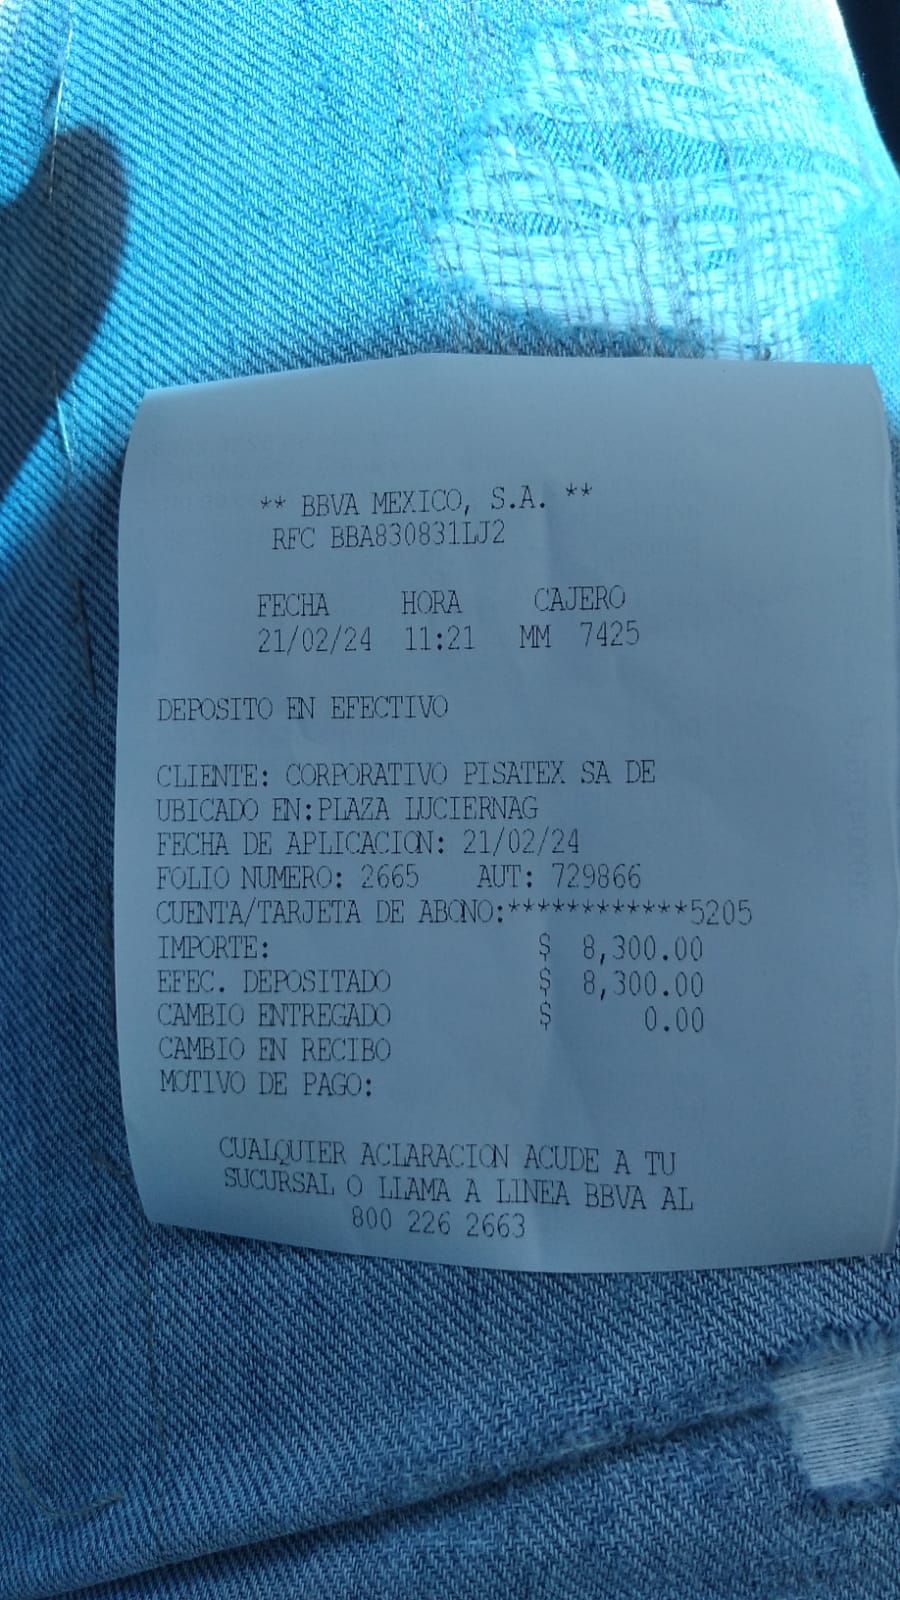 ** BBVA MEXICO, S.A. **
RFC BBA830831LJ2
FECHA HORA CAJERO
21/02/24 11:21 MM 7425
DEPOSITO EN EFECTIVO
CLIENTE: CORPORATIVO PISATEX SA DE
UBICADO EN:PLAZA LUCIERNAG
FECHA DE APLICACION: 21/02/24
FOLIO NUMERO: 2665 AUT: 729866
CUENTA/TARJETA DE ABONO:************5205
IMPORTE: $ 8,300.00
EFEC. DEPOSITADO $ 8,300.00
CAMBIO ENTREGADO $ 0.00
CAMBIO EN RECIBO
MOTIVO DE PAGO:
CUALQUIER ACLARACION ACUDE A TU
SUCURSAL O LLAMA A LINEA BBVA AL
800 226 2663